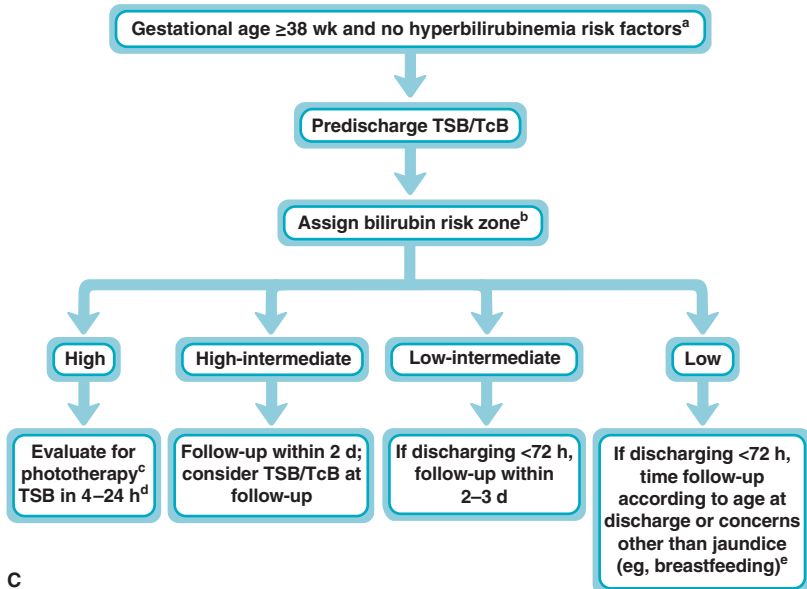 Gestational age ≥38 wk and no hyperbilirubinemia risk factorsᵃ
Predischarge TSB/TcB
Assign bilirubin risk zoneᵇ
High
High-intermediate
Low-intermediate
Low
Evaluate for
phototherapyᶜ
TSB in 4–24 hᵈ
Follow-up within 2 d;
consider TSB/TcB at
follow-up
If discharging <72 h,
follow-up within
2–3 d
If discharging <72 h,
time follow-up
according to age at
discharge or concerns
other than jaundice
(eg, breastfeeding)ᵉ
C